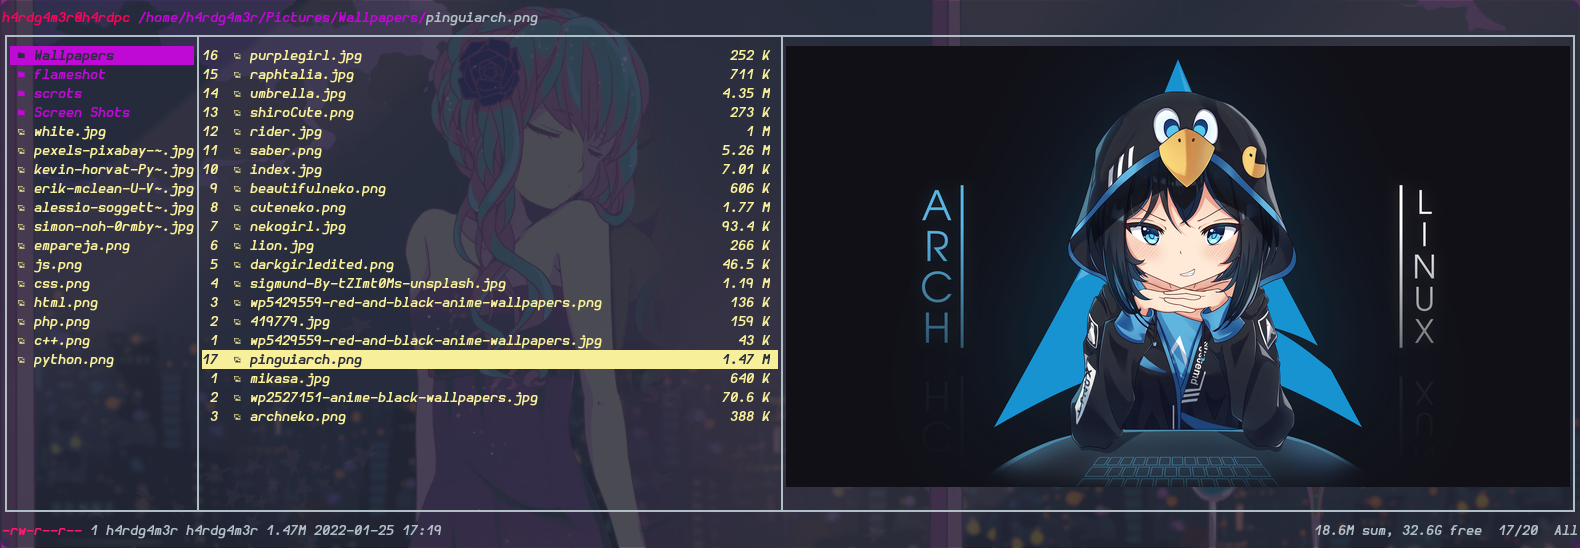 h4rdg4m3r@h4rdpc /home/h4rdg4m3r/Pictures/Wallpapers/pinguiarch.png
Wallpapers
flameshot
scrots
Screen Shots
white.jpg
pexels-pixabay-~.jpg
kevin-horvat-Py~.jpg
erik-mclean-U-V~.jpg
alessio-soggett~.jpg
simon-noh-0rmby~.jpg
empareja.png
js.png
css.png
html.png
php.png
c++.png
python.png
16 purplegirl.jpg 252 K
15 raphtalia.jpg 711 K
14 umbrella.jpg 4.35 M
13 shiroCute.png 273 K
12 rider.jpg 1 M
11 saber.png 5.26 M
10 index.jpg 7.01 K
9 beautifulneko.png 606 K
8 cuteneko.png 1.77 M
7 nekogirl.jpg 93.4 K
6 lion.jpg 266 K
5 darkgirledited.png 46.5 K
4 sigmund-By-tZImt0Ms-unsplash.jpg 1.19 M
3 wp5429559-red-and-black-anime-wallpapers.png 136 K
2 419779.jpg 159 K
1 wp5429559-red-and-black-anime-wallpapers.jpg 43 K
17 pinguiarch.png 1.47 M
1 mikasa.jpg 640 K
2 wp2527151-anime-black-wallpapers.jpg 70.6 K
3 archneko.png 388 K
ARCH
LINUX
-rw-r--r-- 1 h4rdg4m3r h4rdg4m3r 1.47M 2022-01-25 17:19
18.6M sum, 32.6G free 17/20 All